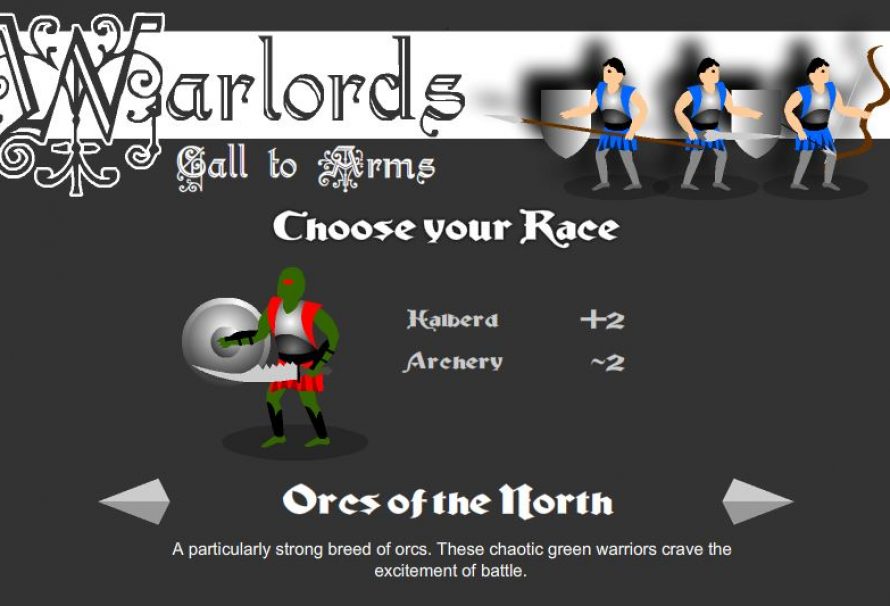 Warlords
Call to Arms
Choose your Race
Halberd +2
Archery ~2
Orcs of the North
A particularly strong breed of orcs. These chaotic green warriors crave the
excitement of battle.